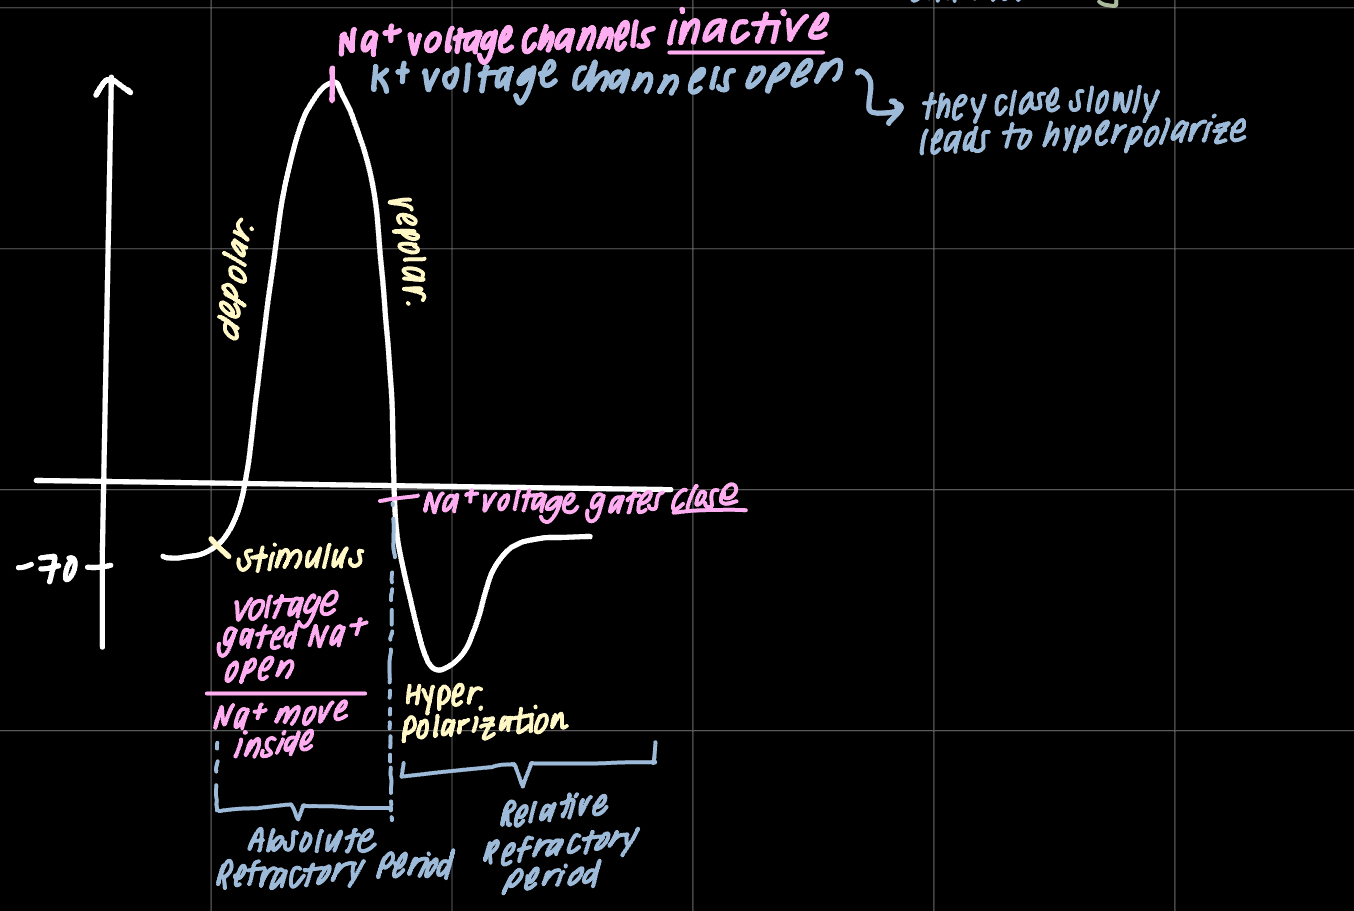 Na+ voltage channels inactive
K+ voltage channels open
they close slowly
leads to hyperpolarize
depolar.
repolar.
Na+ voltage gates close
-70
stimulus
voltage
gated Na+
open
Na+ move
inside
Hyper.
polarization
Absolute
Refractory Period
Relative
Refractory
period